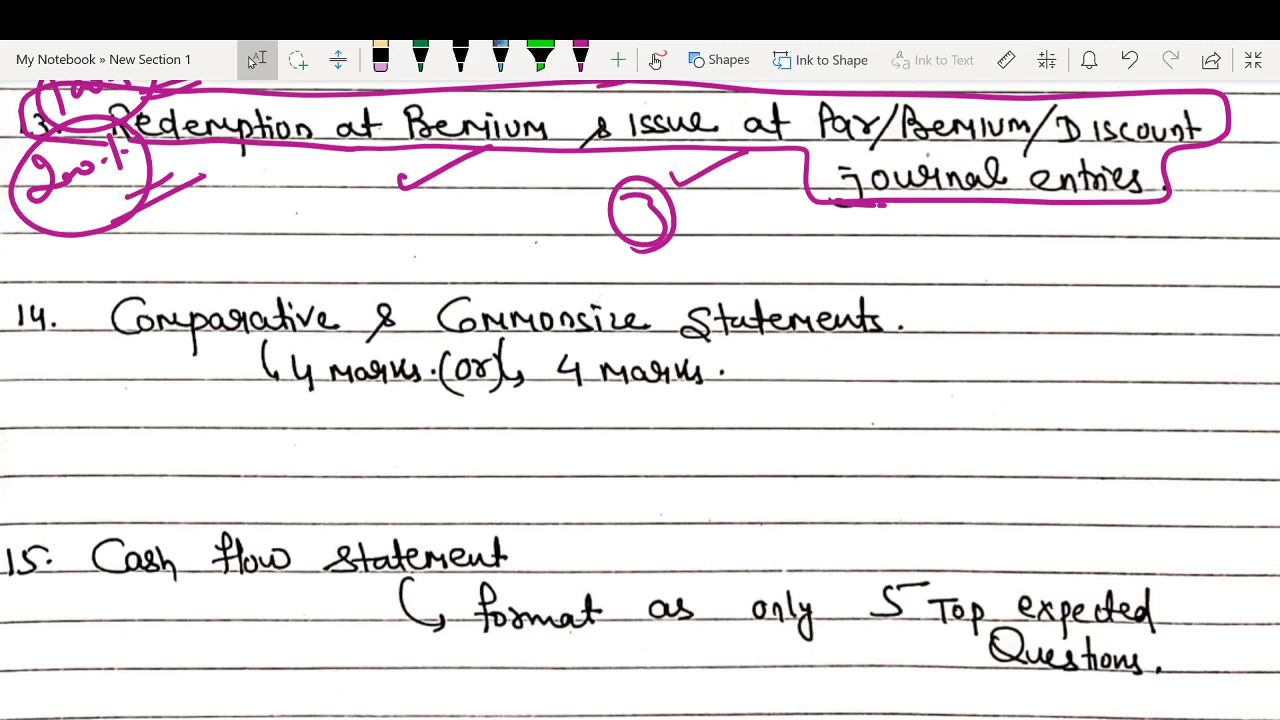 My Notebook » New Section 1
Shapes
Ink to Shape
Ink to Text
13. Redemption at Premium & issue at Par/Premium/Discount
200%
journal entries.
3
14. Comparative & Commonsize Statements.
4 marks. (or) 4 marks.
15. Cash flow statement
format as only 5 Top expected
Questions.